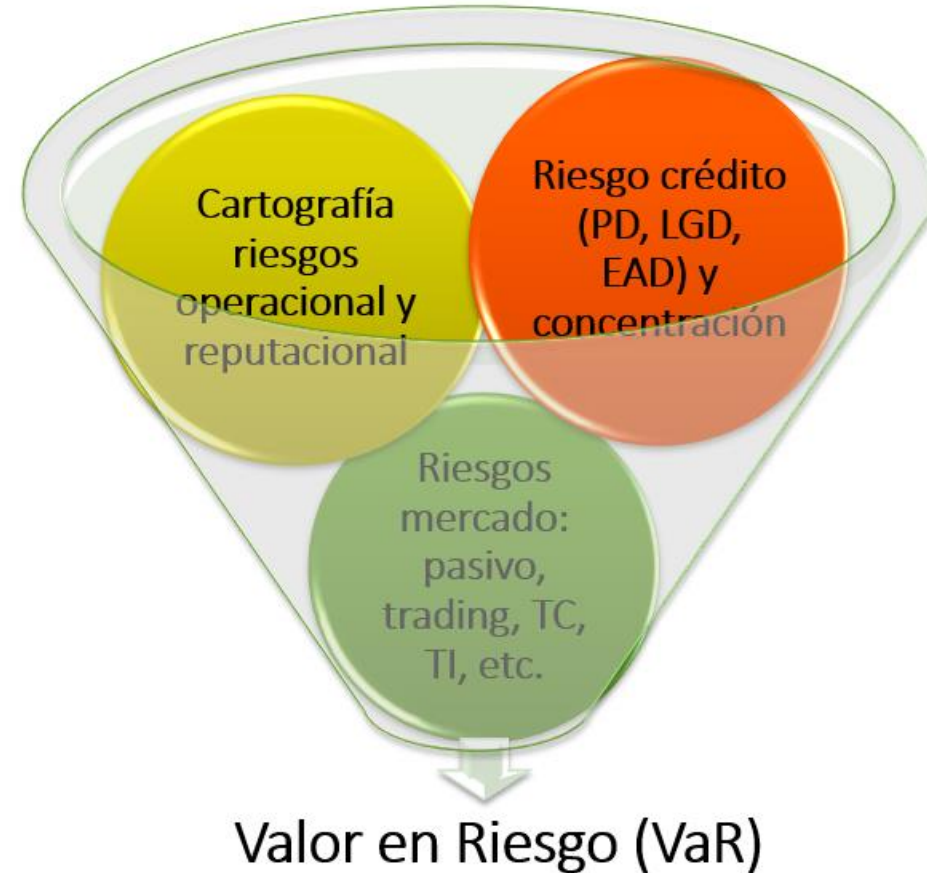 Cartografía
riesgos
operacional y
reputacional
Riesgo crédito
(PD, LGD,
EAD) y
concentración
Riesgos
mercado:
pasivo,
trading, TC,
TI, etc.
Valor en Riesgo (VaR)